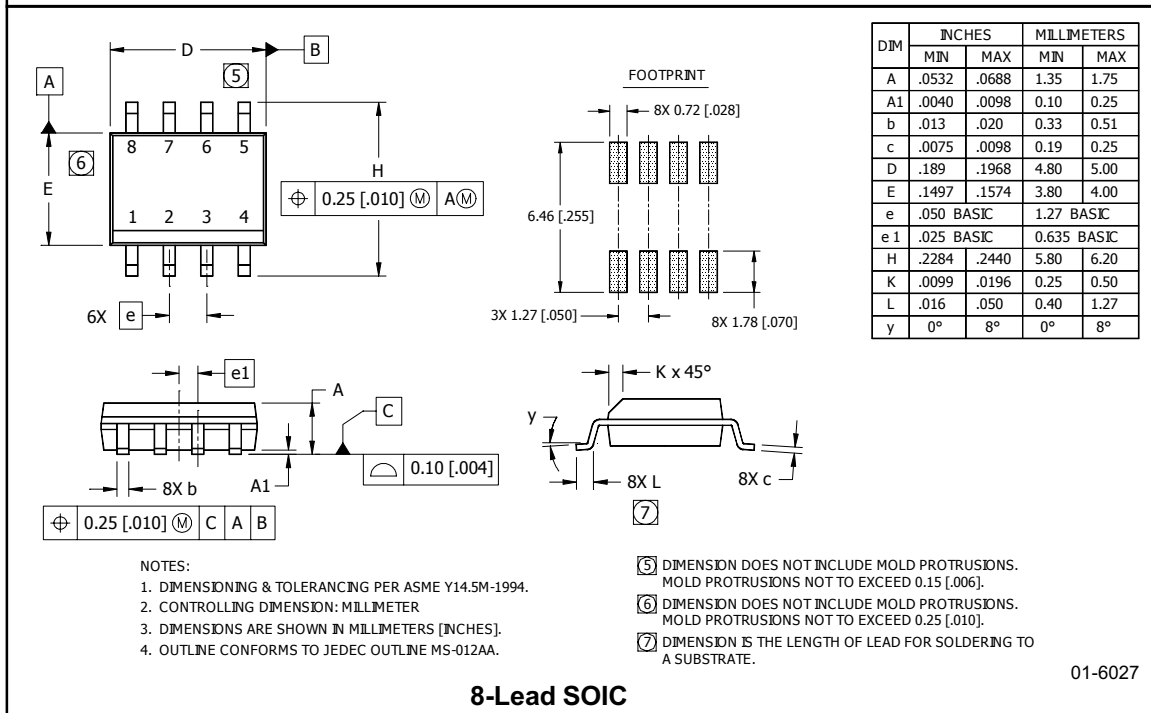 D
B
5
A
8 7 6 5
6
E
H
⌖ 0.25 [.010] Ⓜ AⓂ
1 2 3 4
6X e
FOOTPRINT
8X 0.72 [.028]
6.46 [.255]
3X 1.27 [.050]
8X 1.78 [.070]
DIM INCHES MILLIMETERS
MIN MAX MIN MAX
A .0532 .0688 1.35 1.75
A1 .0040 .0098 0.10 0.25
b .013 .020 0.33 0.51
c .0075 .0098 0.19 0.25
D .189 .1968 4.80 5.00
E .1497 .1574 3.80 4.00
e .050 BASIC 1.27 BASIC
e 1 .025 BASIC 0.635 BASIC
H .2284 .2440 5.80 6.20
K .0099 .0196 0.25 0.50
L .016 .050 0.40 1.27
y 0° 8° 0° 8°
e1
A
C
0.10 [.004]
8X b
A1
⌖ 0.25 [.010] Ⓜ C A B
K x 45°
y
8X L
8X c
7
NOTES:
1. DIMENSIONING & TOLERANCING PER ASME Y14.5M-1994.
2. CONTROLLING DIMENSION: MILLIMETER
3. DIMENSIONS ARE SHOWN IN MILLIMETERS [INCHES].
4. OUTLINE CONFORMS TO JEDEC OUTLINE MS-012AA.
5 DIMENSION DOES NOT INCLUDE MOLD PROTRUSIONS.
MOLD PROTRUSIONS NOT TO EXCEED 0.15 [.006].
6 DIMENSION DOES NOT INCLUDE MOLD PROTRUSIONS.
MOLD PROTRUSIONS NOT TO EXCEED 0.25 [.010].
7 DIMENSION IS THE LENGTH OF LEAD FOR SOLDERING TO
A SUBSTRATE.
01-6027
8-Lead SOIC